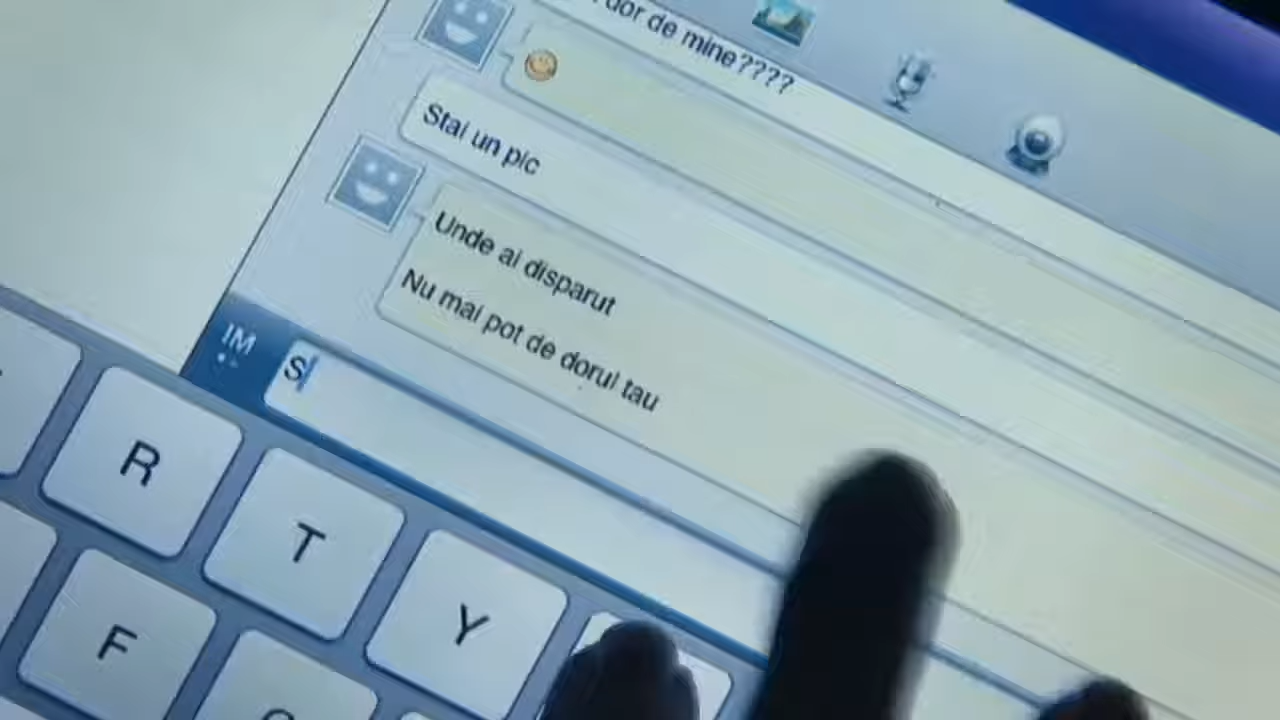 dor de mine????
Stai un pic
Unde ai disparut
Nu mai pot de dorul tau
IM
S
R
T
Y
F